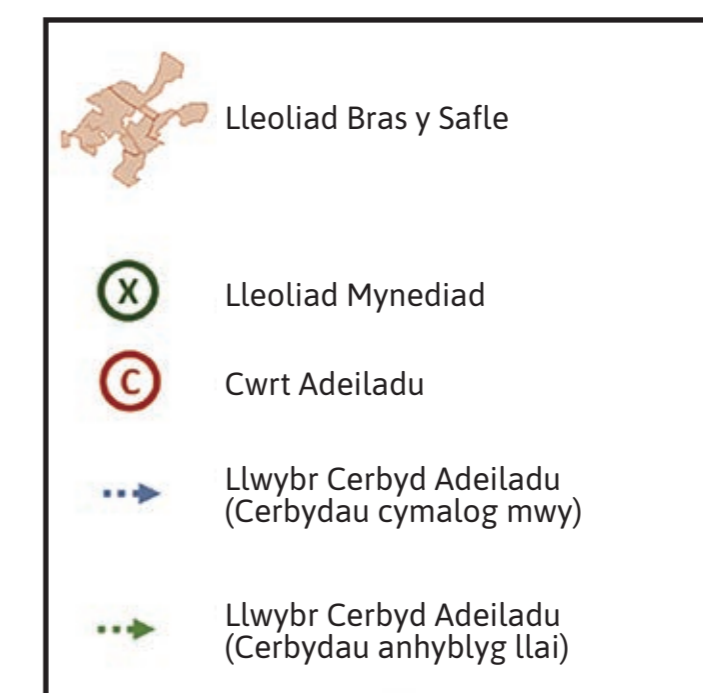 Lleoliad Bras y Safle
X
Lleoliad Mynediad
C
Cwrt Adeiladu
Llwybr Cerbyd Adeiladu
(Cerbydau cymalog mwy)
Llwybr Cerbyd Adeiladu
(Cerbydau anhyblyg llai)